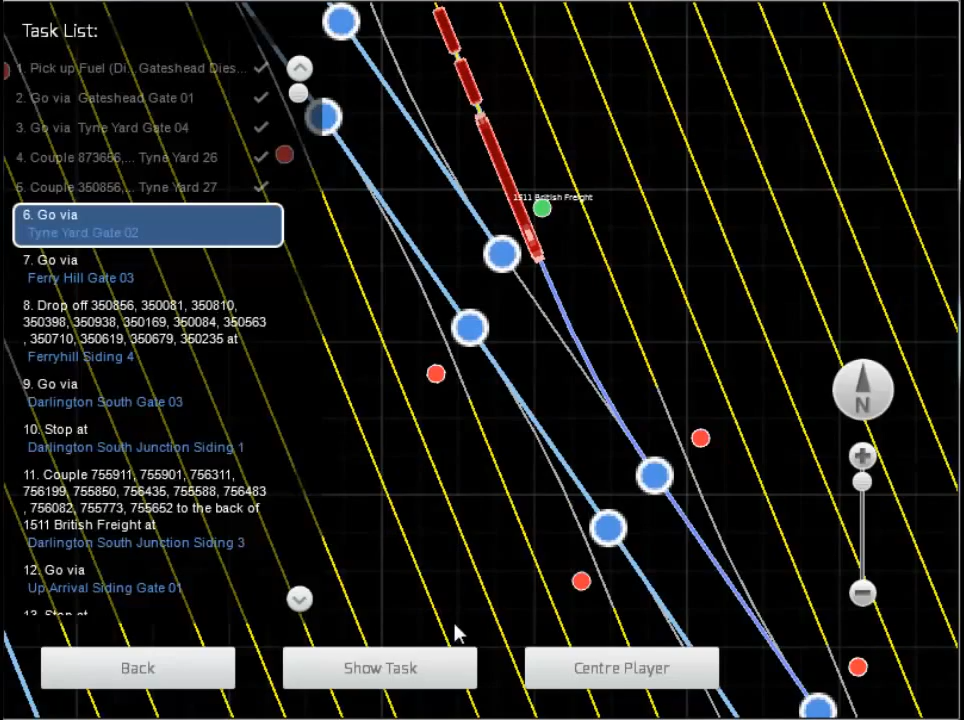 Task List:
1. Pick up Fuel (Di... Gateshead Dies...
2. Go via Gateshead Gate 01
3. Go via Tyne Yard Gate 04
4. Couple 873656,... Tyne Yard 26
5. Couple 350856,... Tyne Yard 27
6. Go via
Tyne Yard Gate 02
7. Go via
Ferry Hill Gate 03
8. Drop off 350856, 350081, 350810,
350398, 350938, 350169, 350084, 350563
, 350710, 350619, 350679, 350235 at
Ferryhill Siding 4
9. Go via
Darlington South Gate 03
10. Stop at
Darlington South Junction Siding 1
11. Couple 755911, 755901, 756311,
756199, 755850, 756435, 755588, 756483
, 756082, 755773, 755652 to the back of
1511 British Freight at
Darlington South Junction Siding 3
12. Go via
Up Arrival Siding Gate 01
13. Stop at
1511 British Freight
N
Back
Show Task
Centre Player